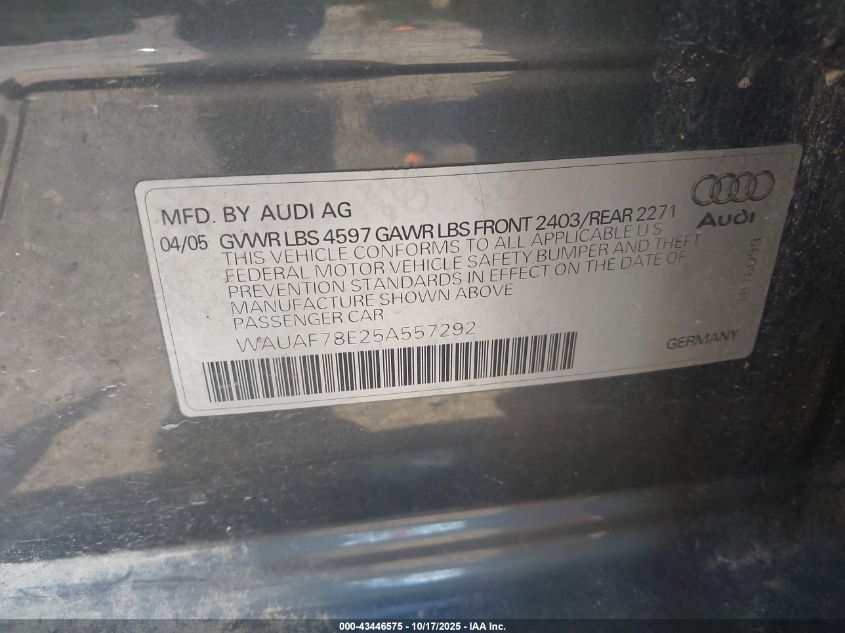 MFD. BY AUDI AG
04/05 GVWR LBS 4597 GAWR LBS FRONT 2403/REAR 2271
THIS VEHICLE CONFORMS TO ALL APPLICABLE U S
FEDERAL MOTOR VEHICLE SAFETY, BUMPER AND THEFT
PREVENTION STANDARDS IN EFFECT ON THE DATE OF
MANUFACTURE SHOWN ABOVE
PASSENGER CAR
WAUAF78E25A557292
Audi
GERMANY
000-43446575 - 10/17/2025 - IAA Inc.